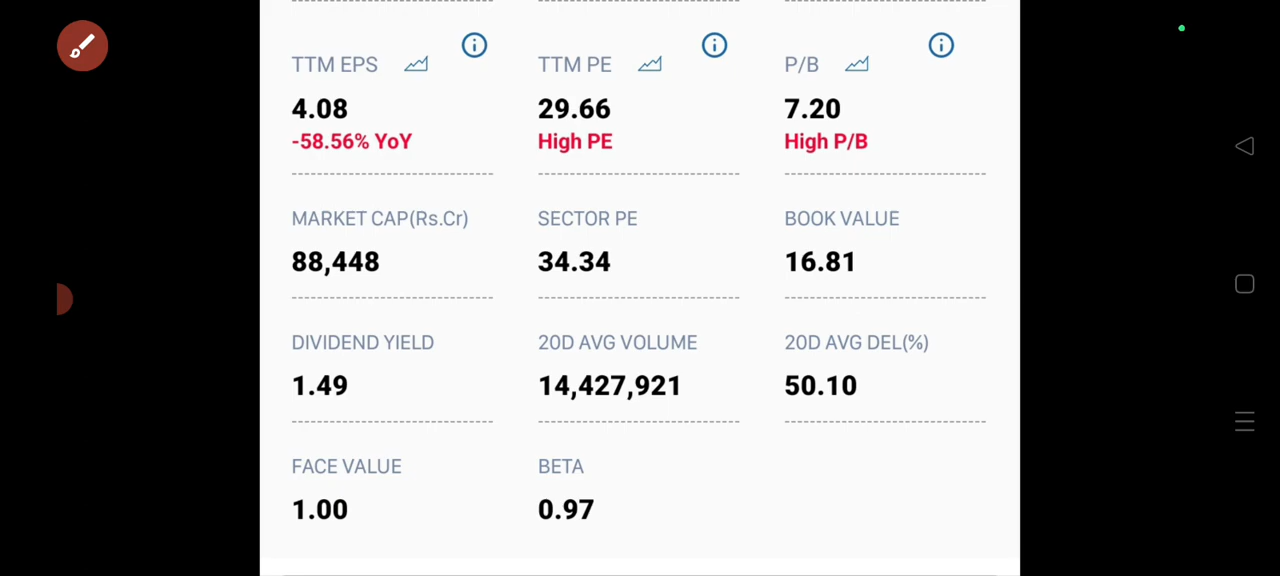 TTM EPS TTM PE P/B
4.08 29.66 7.20
-58.56% YoY High PE High P/B
MARKET CAP(Rs.Cr) SECTOR PE BOOK VALUE
88,448 34.34 16.81
DIVIDEND YIELD 20D AVG VOLUME 20D AVG DEL(%)
1.49 14,427,921 50.10
FACE VALUE BETA
1.00 0.97